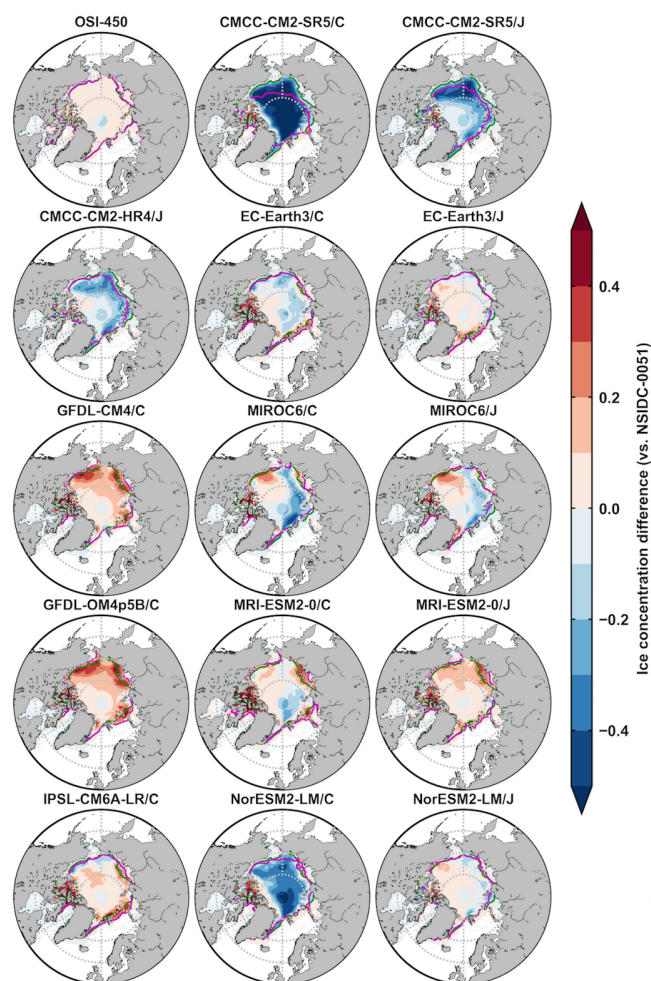 OSI-450 CMCC-CM2-SR5/C CMCC-CM2-SR5/J
CMCC-CM2-HR4/J EC-Earth3/C EC-Earth3/J
GFDL-CM4/C MIROC6/C MIROC6/J
GFDL-OM4p5B/C MRI-ESM2-0/C MRI-ESM2-0/J
IPSL-CM6A-LR/C NorESM2-LM/C NorESM2-LM/J
0.4
0.2
0.0
−0.2
−0.4
Ice concentration difference (vs. NSIDC-0051)